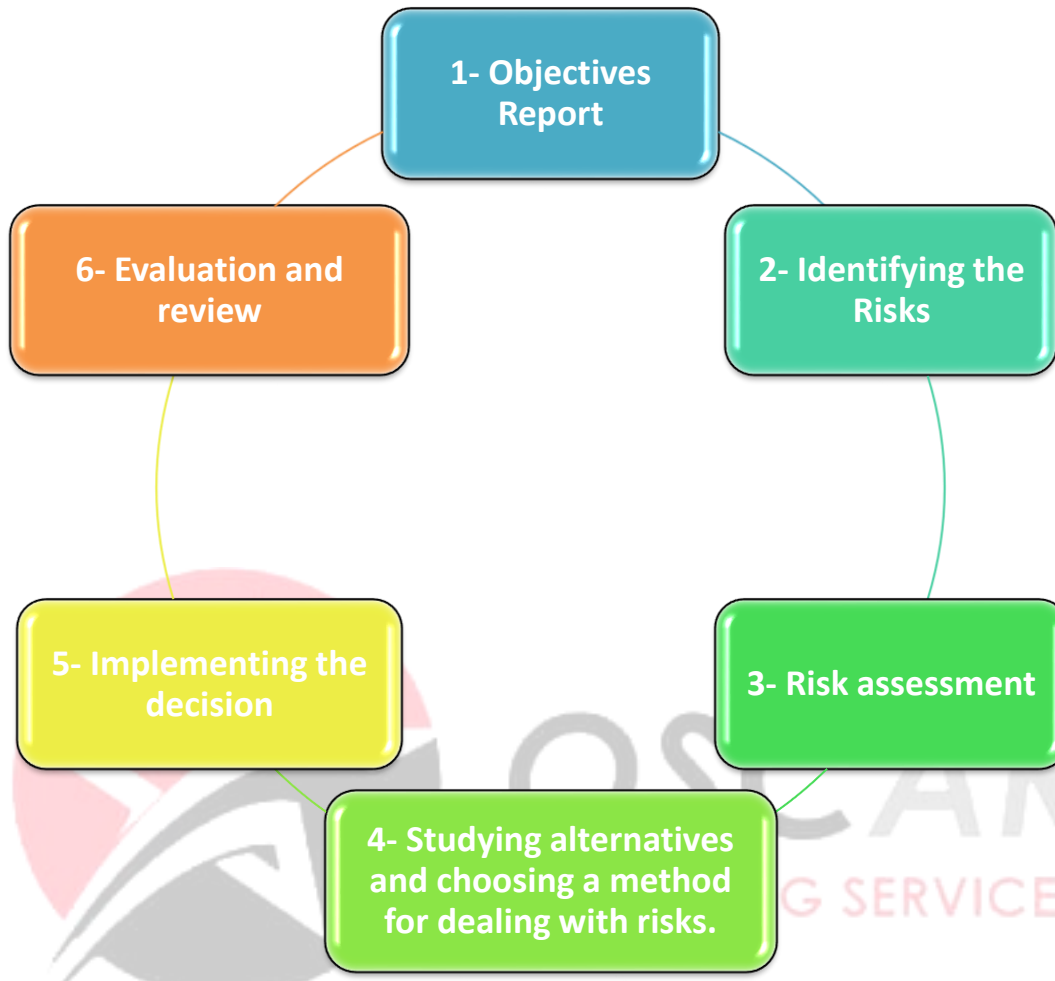 1- Objectives
Report
2- Identifying the
Risks
3- Risk assessment
4- Studying alternatives
and choosing a method
for dealing with risks.
5- Implementing the
decision
6- Evaluation and
review
G SERVICE